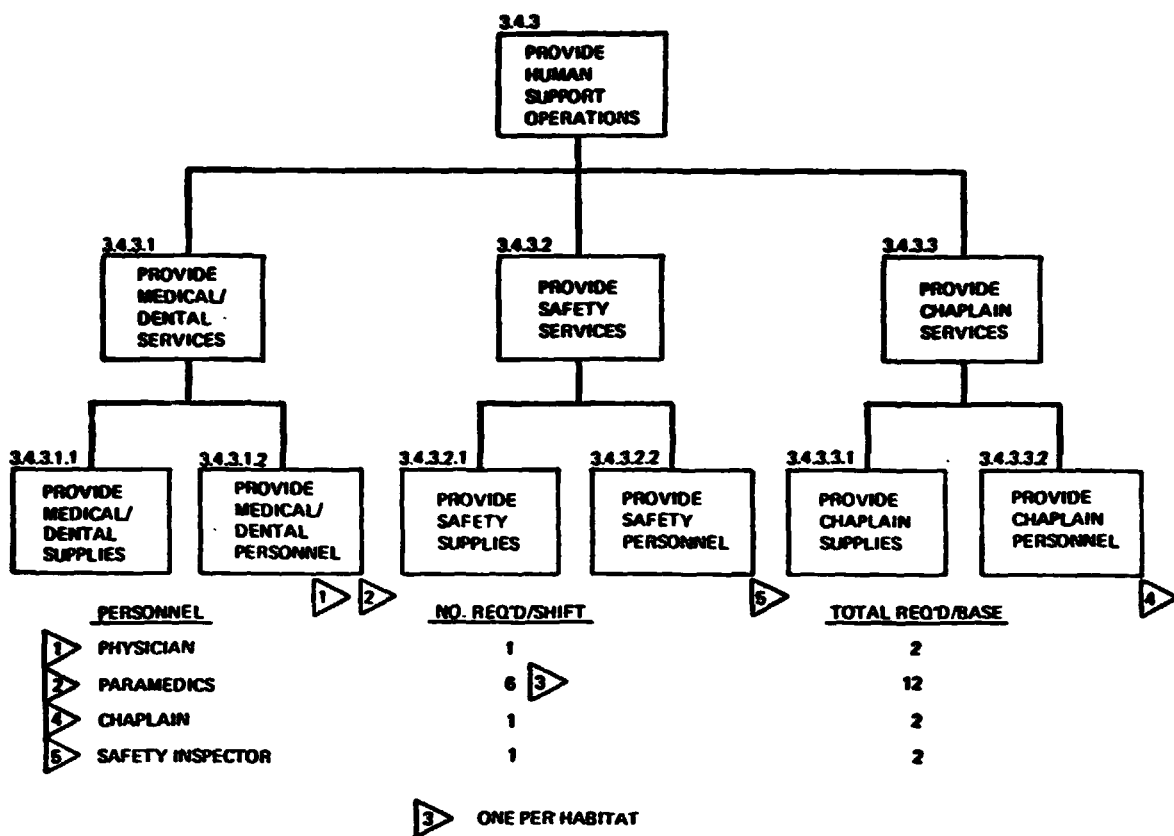 3.4.3
PROVIDE
HUMAN
SUPPORT
OPERATIONS
3.4.3.1
PROVIDE
MEDICAL/
DENTAL
SERVICES
3.4.3.2
PROVIDE
SAFETY
SERVICES
3.4.3.3
PROVIDE
CHAPLAIN
SERVICES
3.4.3.1.1
PROVIDE
MEDICAL/
DENTAL
SUPPLIES
3.4.3.1.2
PROVIDE
MEDICAL/
DENTAL
PERSONNEL
1 2
3.4.3.2.1
PROVIDE
SAFETY
SUPPLIES
3.4.3.2.2
PROVIDE
SAFETY
PERSONNEL
5
3.4.3.3.1
PROVIDE
CHAPLAIN
SUPPLIES
3.4.3.3.2
PROVIDE
CHAPLAIN
PERSONNEL
4
PERSONNEL NO. REQ'D/SHIFT TOTAL REQ'D/BASE
1 PHYSICIAN 1 2
2 PARAMEDICS 6 3 12
4 CHAPLAIN 1 2
5 SAFETY INSPECTOR 1 2
3 ONE PER HABITAT